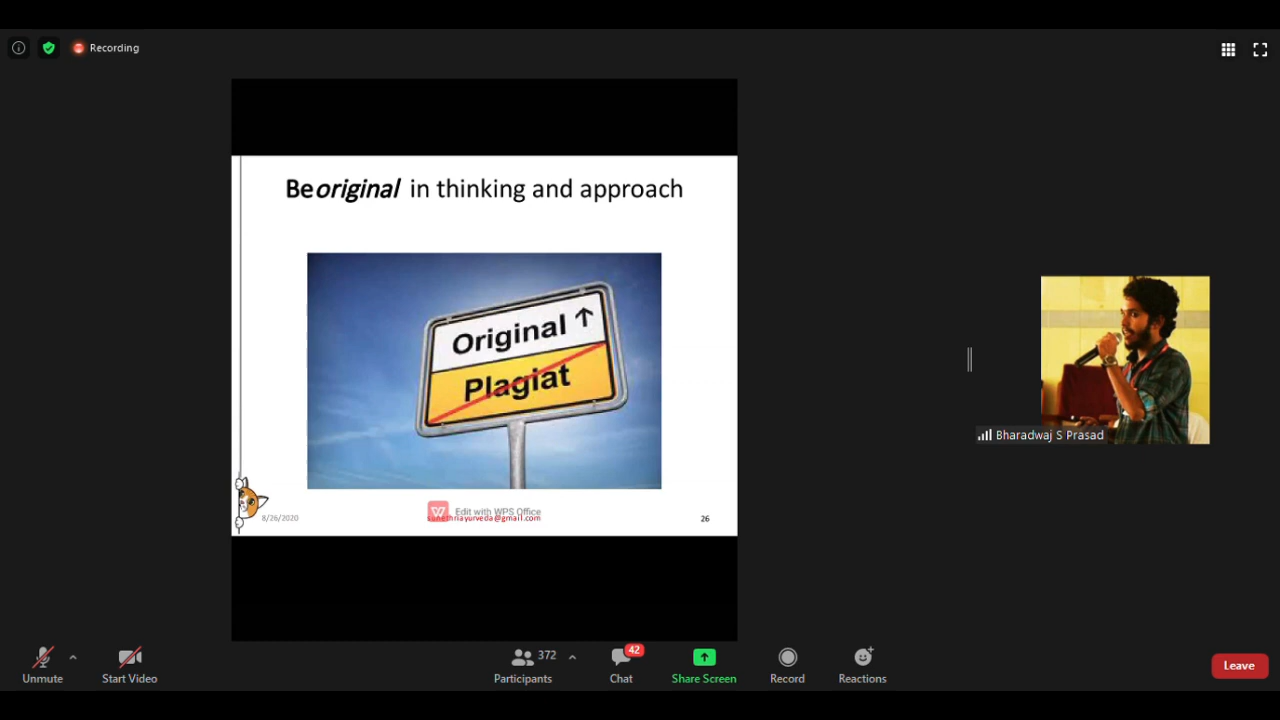 Recording
Be original in thinking and approach
Original ↑
Plagiat
Edit with WPS Office
8/26/2020
26
Bharadwaj S Prasad
Unmute
Start Video
372
Participants
42
Chat
Share Screen
Record
Reactions
Leave